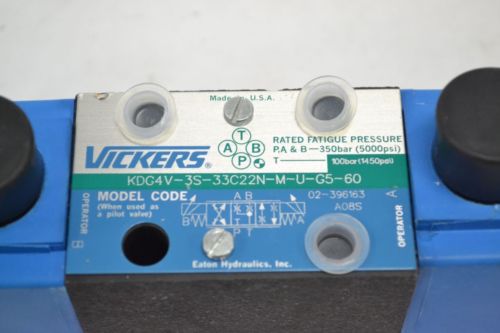 Made in U.S.A.
T
A B
P
VICKERS
RATED FATIGUE PRESSURE
P,A & B-350bar (5000psi)
T 100bar (1450psi)
KDG4V-3S-33C22N-M-U-G5-60
MODEL CODE
(When used as
a pilot valve)
A B
B A
P T
02-396163
A08S
OPERATOR B
OPERATOR A
Eaton Hydraulics, Inc.